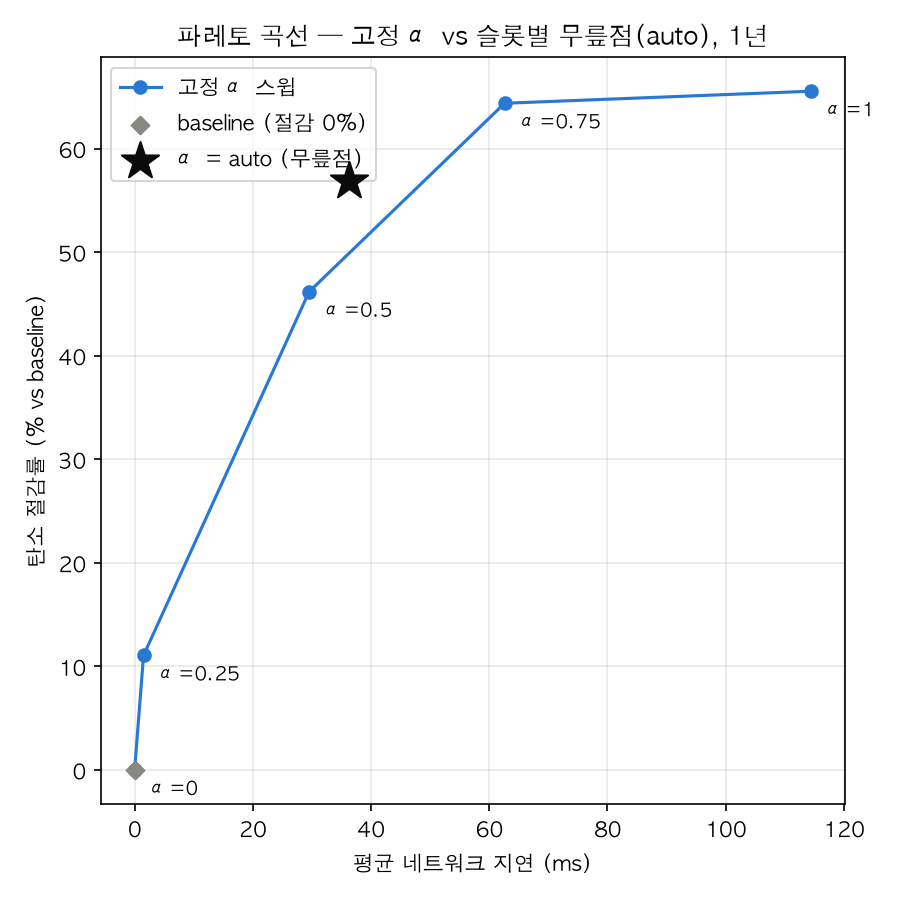 파레토 곡선 — 고정 α vs 슬롯별 무릎점(auto), 1년
고정 α 스윕
baseline (절감 0%)
α = auto (무릎점)
α =1
α =0.75
α =0.5
α =0.25
α =0
탄소 절감률 (% vs baseline)
60
50
40
30
20
10
0
0 20 40 60 80 100 120
평균 네트워크 지연 (ms)